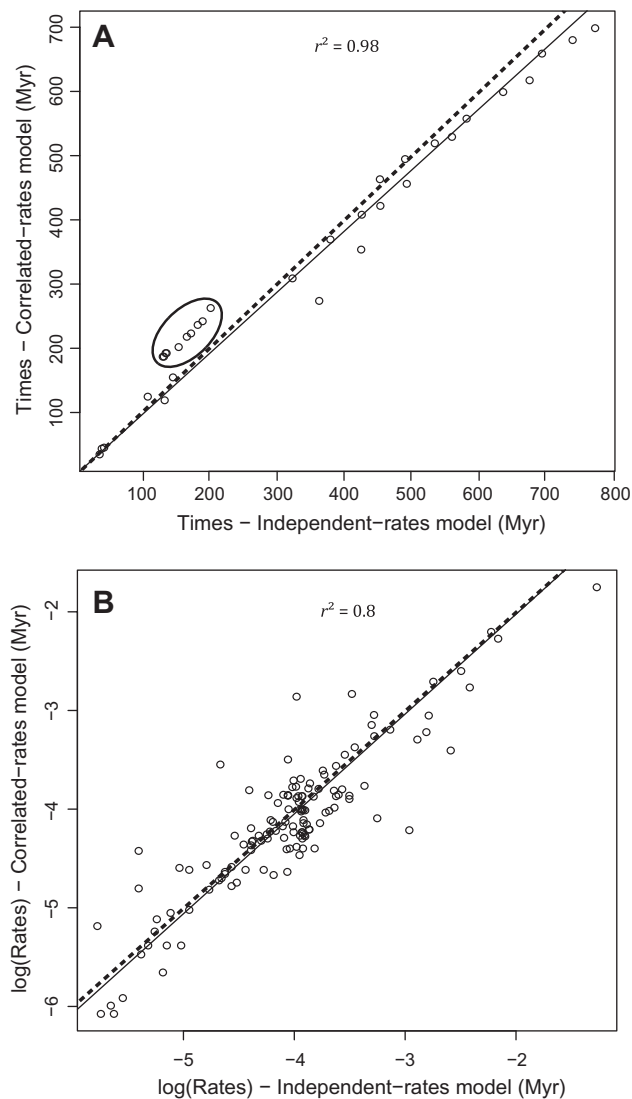 A
r² = 0.98
Times − Correlated−rates model (Myr)
700
600
500
400
300
200
100
100 200 300 400 500 600 700 800
Times − Independent−rates model (Myr)
B
r² = 0.8
log(Rates) − Correlated−rates model (Myr)
−2
−3
−4
−5
−6
−5 −4 −3 −2
log(Rates) − Independent−rates model (Myr)